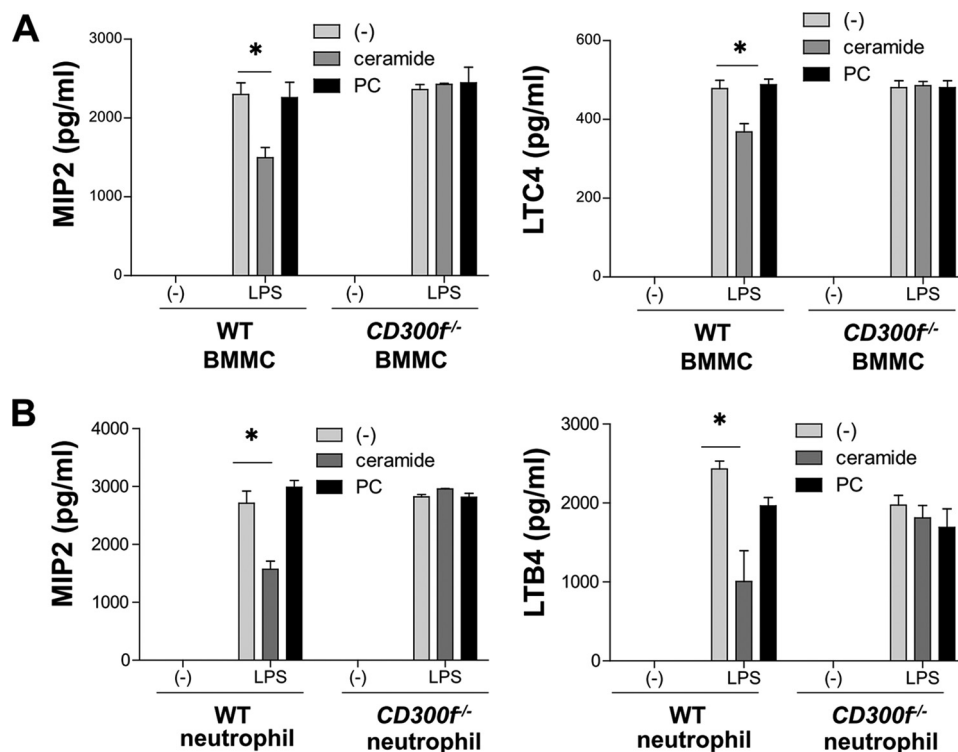 A
MIP2 (pg/ml)
3000
2000
1000
0
*
(-)
ceramide
PC
(-)
LPS
(-)
LPS
WT
BMMC
CD300f-/-
BMMC
LTC4 (pg/ml)
600
400
200
0
*
(-)
ceramide
PC
(-)
LPS
(-)
LPS
WT
BMMC
CD300f-/-
BMMC
B
MIP2 (pg/ml)
4000
3000
2000
1000
0
*
(-)
ceramide
PC
(-)
LPS
(-)
LPS
WT
neutrophil
CD300f-/-
neutrophil
LTB4 (pg/ml)
3000
2000
1000
0
*
(-)
ceramide
PC
(-)
LPS
(-)
LPS
WT
neutrophil
CD300f-/-
neutrophil